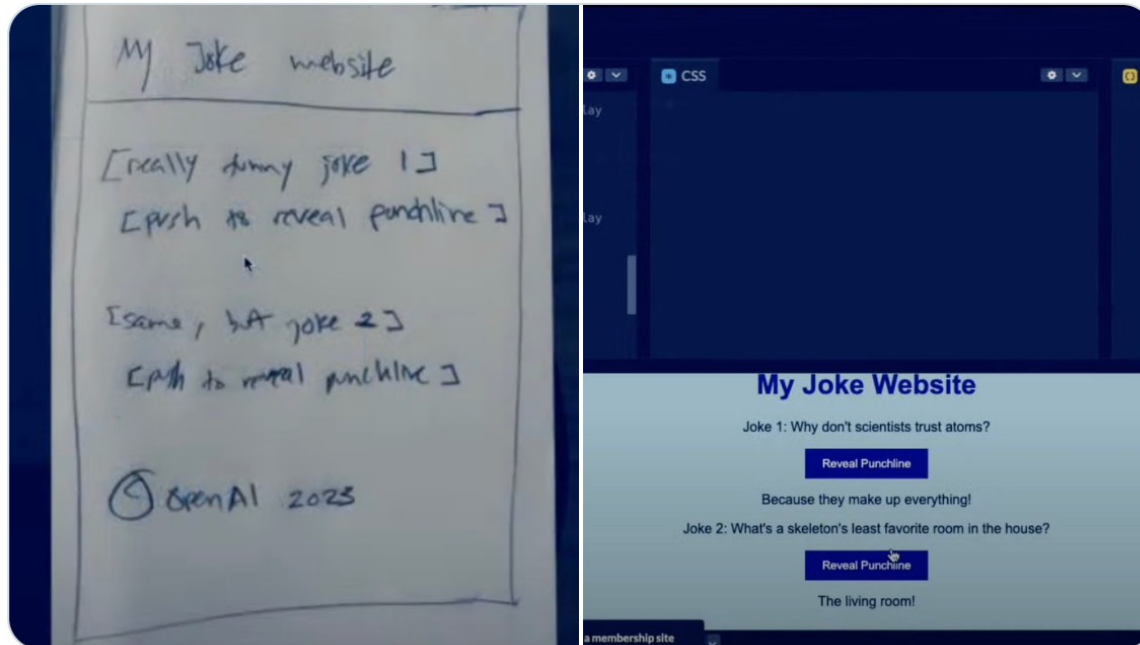 My Joke website
[really funny joke 1]
[push to reveal punchline]
[same, but joke 2]
[push to reveal punchline]
© OpenAI 2023
CSS
lay
lay
My Joke Website
Joke 1: Why don't scientists trust atoms?
Reveal Punchline
Because they make up everything!
Joke 2: What's a skeleton's least favorite room in the house?
Reveal Punchline
The living room!
a membership site